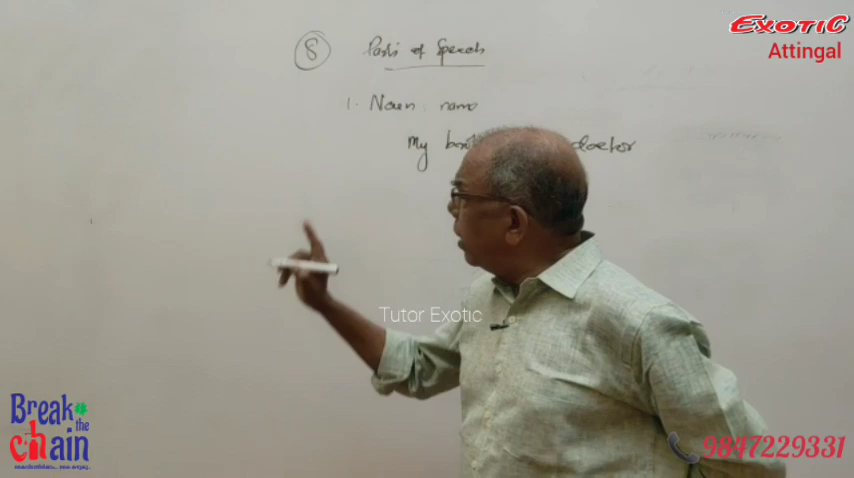 EXOTIC
Attingal
8 Parts of Speech
1. Noun : name
My doctor
Tutor Exotic
Break the chain
9847229331